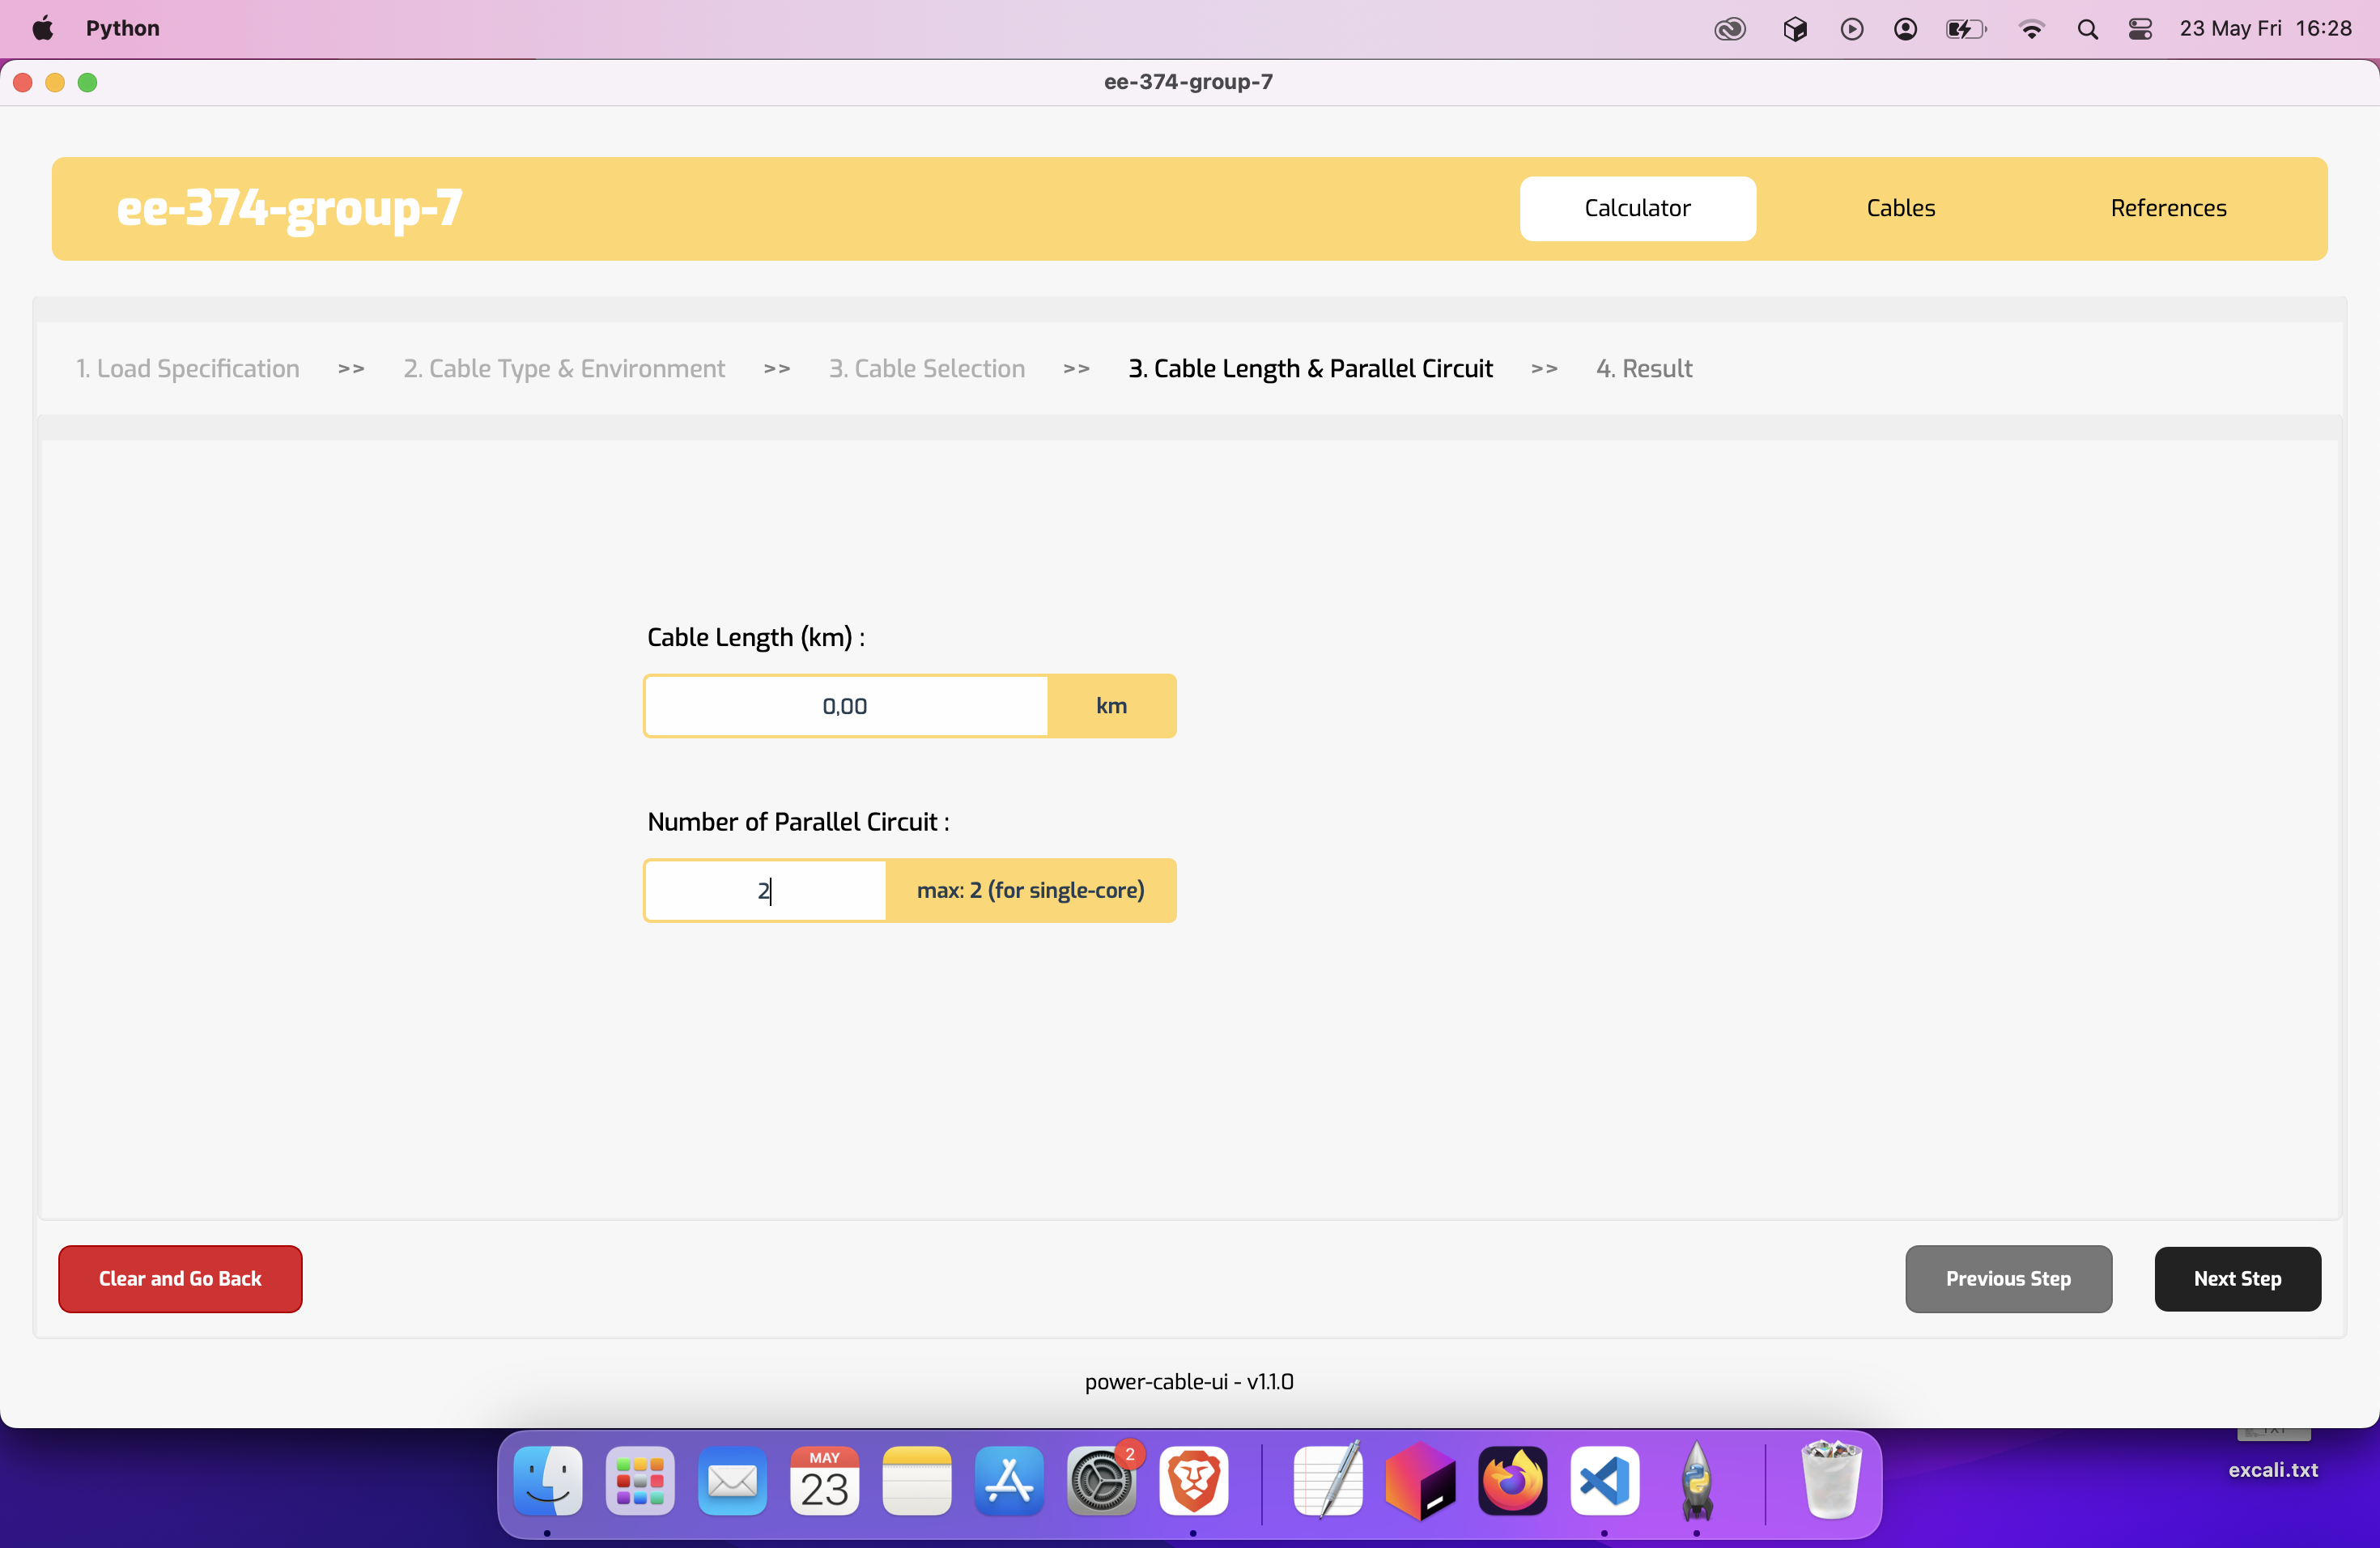 Python
23 May Fri 16:28
ee-374-group-7
ee-374-group-7
Calculator
Cables
References
1. Load Specification >> 2. Cable Type & Environment >> 3. Cable Selection >> 3. Cable Length & Parallel Circuit >> 4. Result
Cable Length (km) :
0,00
km
Number of Parallel Circuit :
2
max: 2 (for single-core)
Clear and Go Back
Previous Step
Next Step
power-cable-ui - v1.1.0
MAY
23
2
TXT
excali.txt